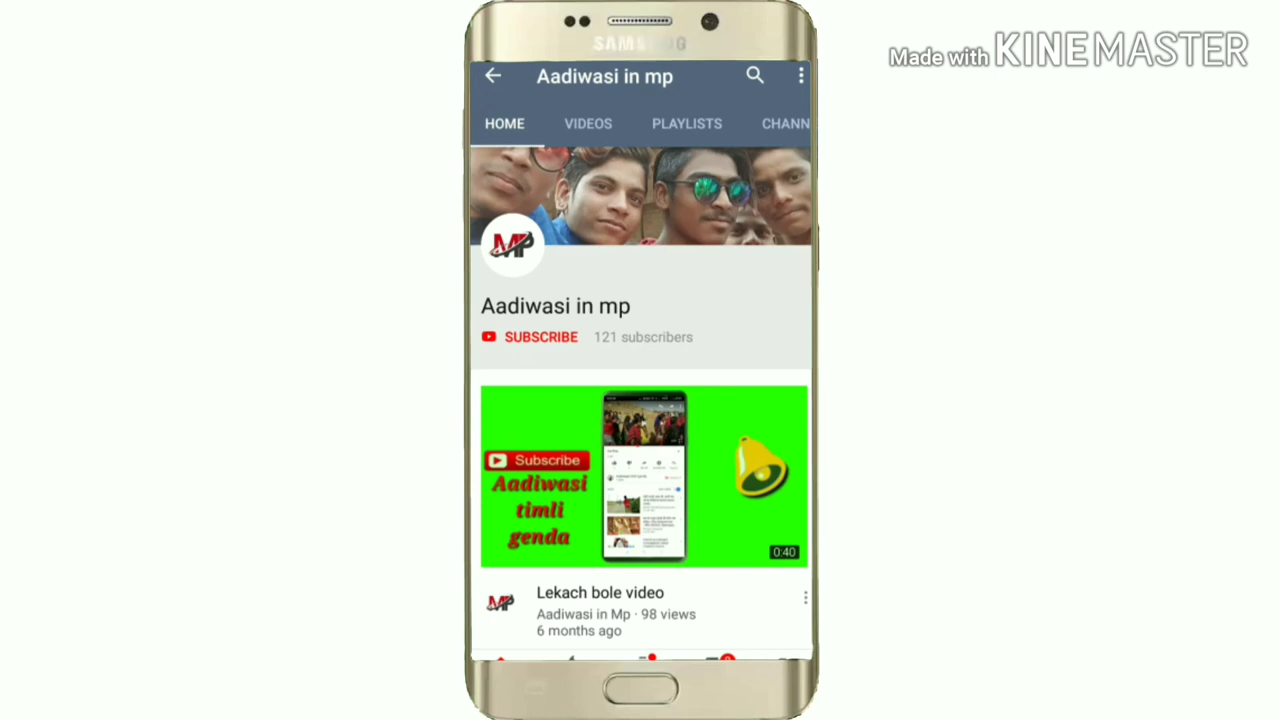 SAMSUNG
Made with KINEMASTER
Aadiwasi in mp
HOME VIDEOS PLAYLISTS CHANN
MP
Aadiwasi in mp
SUBSCRIBE 121 subscribers
Subscribe
Aadiwasi
timli
genda
0:40
Lekach bole video
MP
Aadiwasi in Mp · 98 views
6 months ago